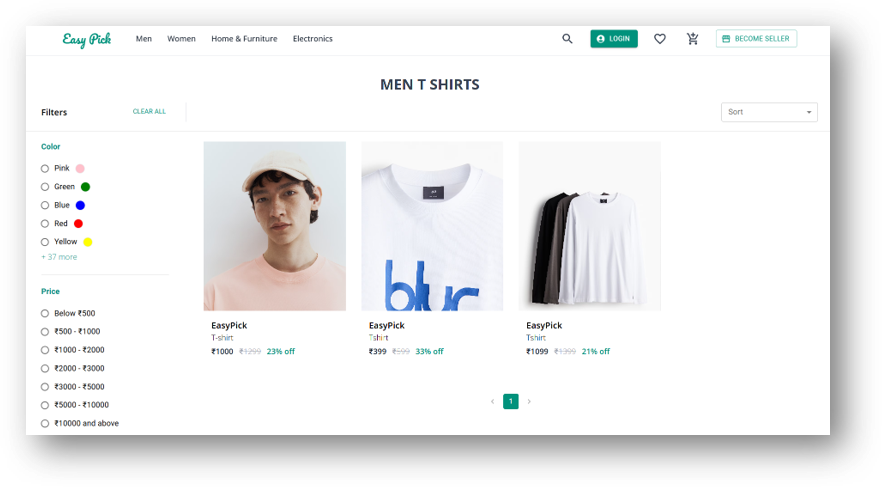 Easy Pick Men Women Home & Furniture Electronics LOGIN BECOME SELLER
MEN T SHIRTS
Filters CLEAR ALL Sort
Color
Pink
Green
Blue
Red
Yellow
+ 37 more
Price
Below ₹500
₹500 - ₹1000
₹1000 - ₹2000
₹2000 - ₹3000
₹3000 - ₹5000
₹5000 - ₹10000
₹10000 and above
blur
EasyPick
T-shirt
₹1000 ₹1299 23% off
EasyPick
Tshirt
₹399 ₹599 33% off
EasyPick
Tshirt
₹1099 ₹1399 21% off
< 1 >